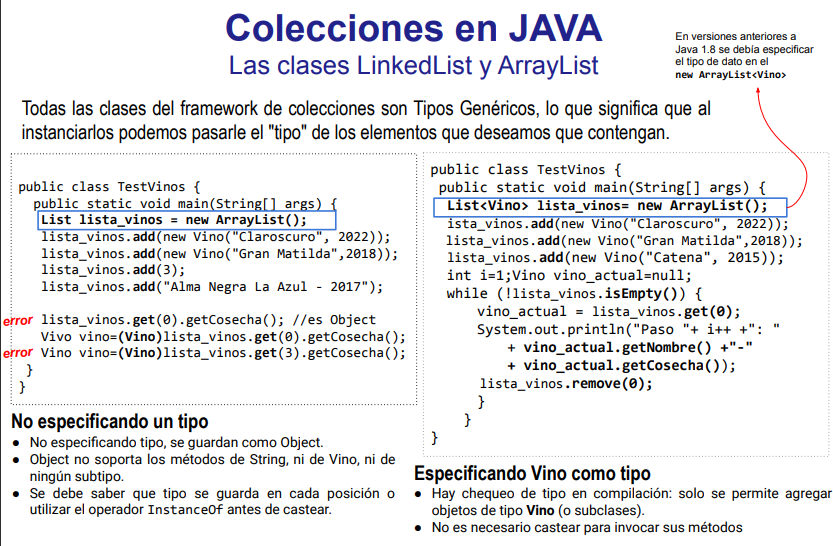 Colecciones en JAVA
Las clases LinkedList y ArrayList
En versiones anteriores a
Java 1.8 se debía especificar
el tipo de dato en el
new ArrayList<Vino>
Todas las clases del framework de colecciones son Tipos Genéricos, lo que significa que al
instanciarlos podemos pasarle el "tipo" de los elementos que deseamos que contengan.
public class TestVinos {
public static void main(String[] args) {
List lista_vinos = new ArrayList();
lista_vinos.add(new Vino("Claroscuro", 2022));
lista_vinos.add(new Vino("Gran Matilda",2018));
lista_vinos.add(3);
lista_vinos.add("Alma Negra La Azul - 2017");
error lista_vinos.get(0).getCosecha(); //es Object
Vivo vino=(Vino)lista_vinos.get(0).getCosecha();
error Vino vino=(Vino)lista_vinos.get(3).getCosecha();
}
}
No especificando un tipo
● No especificando tipo, se guardan como Object.
● Object no soporta los métodos de String, ni de Vino, ni de
ningún subtipo.
● Se debe saber que tipo se guarda en cada posición o
utilizar el operador InstanceOf antes de castear.
public class TestVinos {
public static void main(String[] args) {
List<Vino> lista_vinos= new ArrayList();
ista_vinos.add(new Vino("Claroscuro", 2022));
lista_vinos.add(new Vino("Gran Matilda",2018));
lista_vinos.add(new Vino("Catena", 2015));
int i=1;Vino vino_actual=null;
while (!lista_vinos.isEmpty()) {
vino_actual = lista_vinos.get(0);
System.out.println("Paso "+ i++ +": "
+ vino_actual.getNombre() +"-"
+ vino_actual.getCosecha());
lista_vinos.remove(0);
}
}
}
Especificando Vino como tipo
● Hay chequeo de tipo en compilación: solo se permite agregar
objetos de tipo Vino (o subclases).
● No es necesario castear para invocar sus métodos